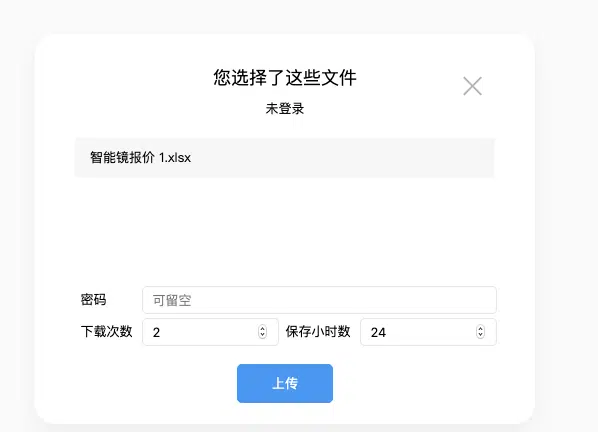 您选择了这些文件
未登录
智能镜报价 1.xlsx
密码 可留空
下载次数 2 保存小时数 24
上传